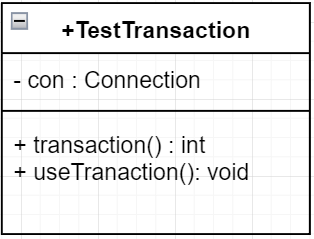 +TestTransaction
- con : Connection
+ transaction() : int
+ useTranaction(): void